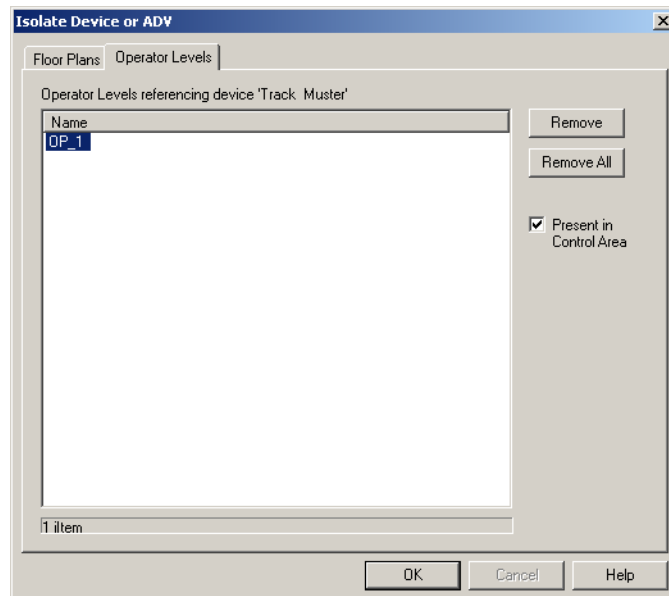 Isolate Device or ADV
Floor Plans Operator Levels
Operator Levels referencing device 'Track Muster'
Name
OP_1
Remove
Remove All
Present in
Control Area
1 iItem
OK Cancel Help